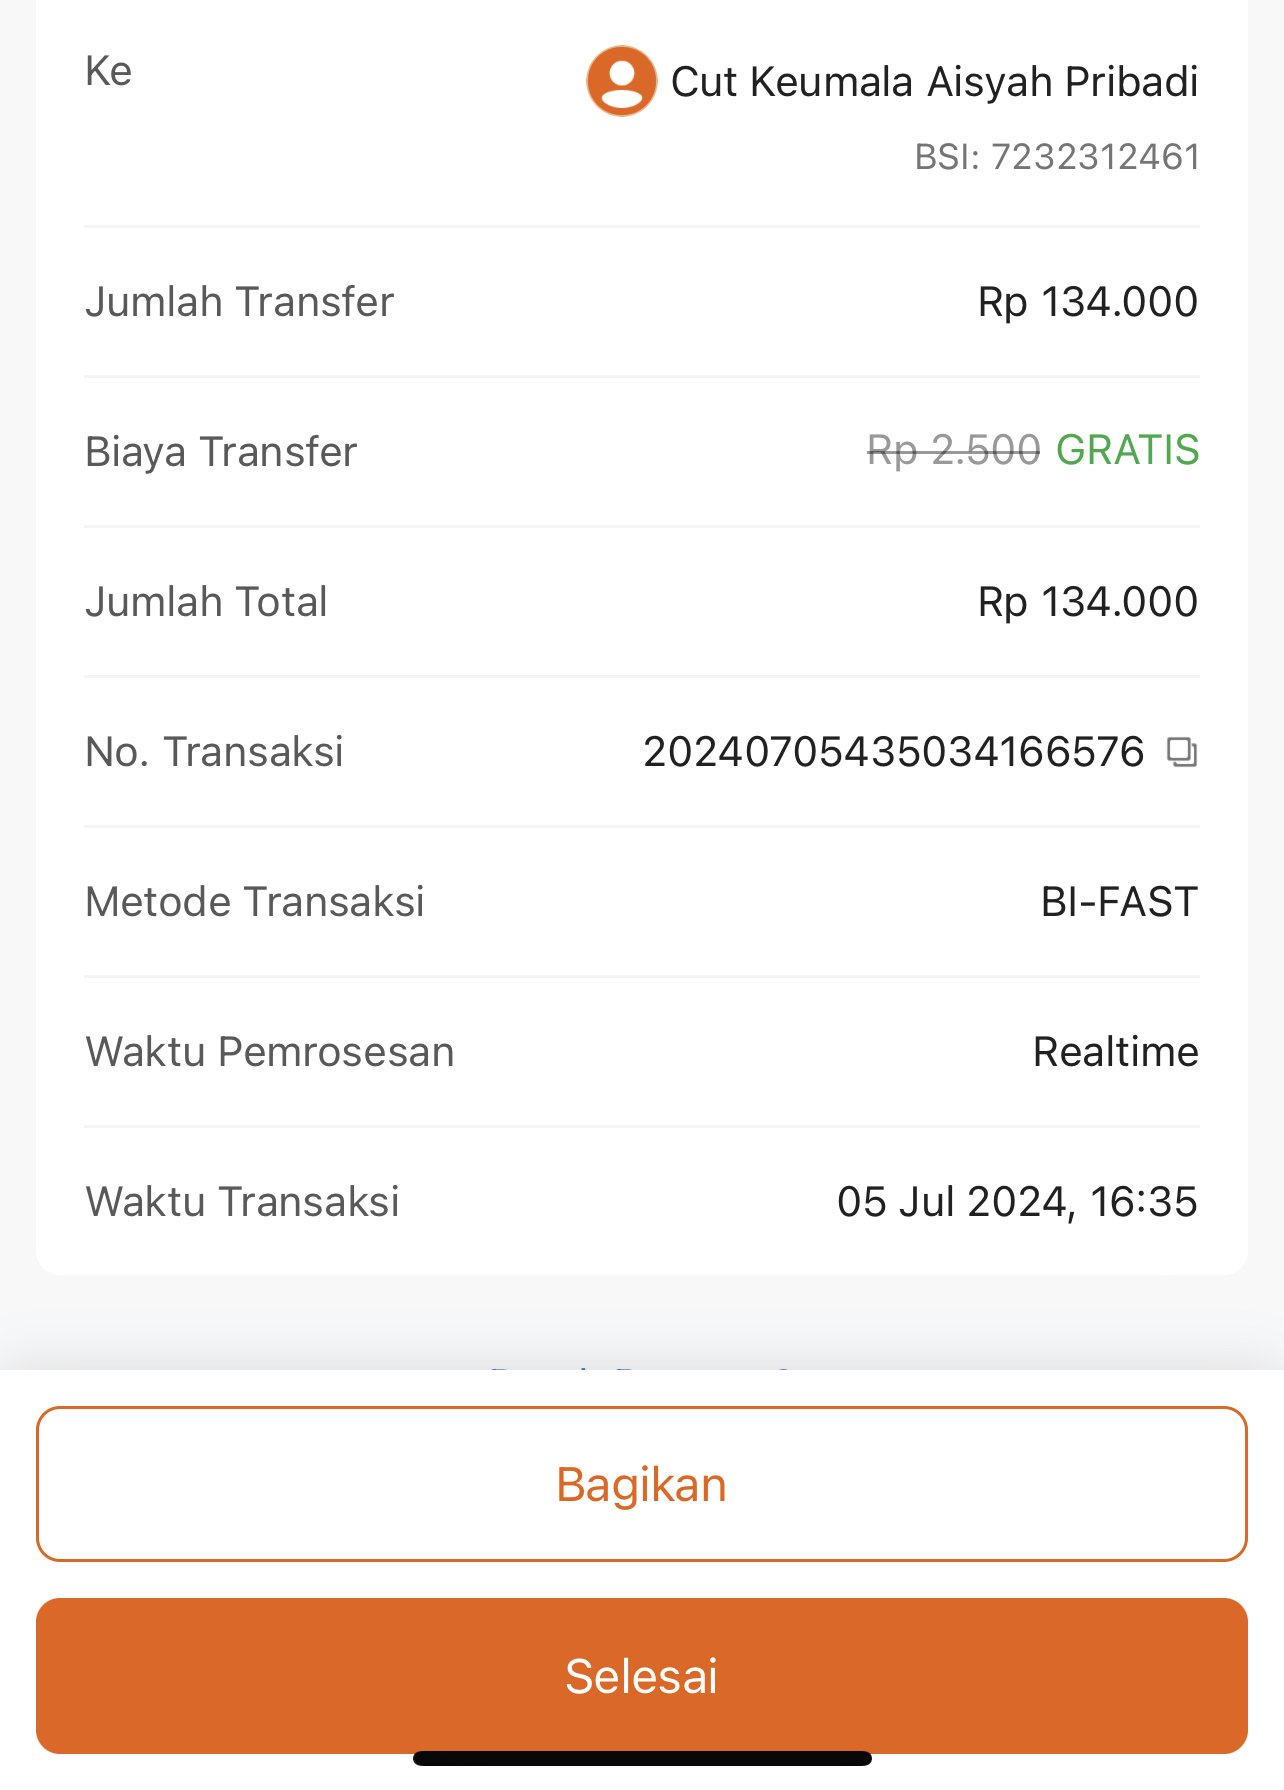 Ke
Cut Keumala Aisyah Pribadi
BSI: 7232312461
Jumlah Transfer
Rp 134.000
Biaya Transfer
Rp 2.500 GRATIS
Jumlah Total
Rp 134.000
No. Transaksi
20240705435034166576
Metode Transaksi
BI-FAST
Waktu Pemrosesan
Realtime
Waktu Transaksi
05 Jul 2024, 16:35
Bagikan
Selesai